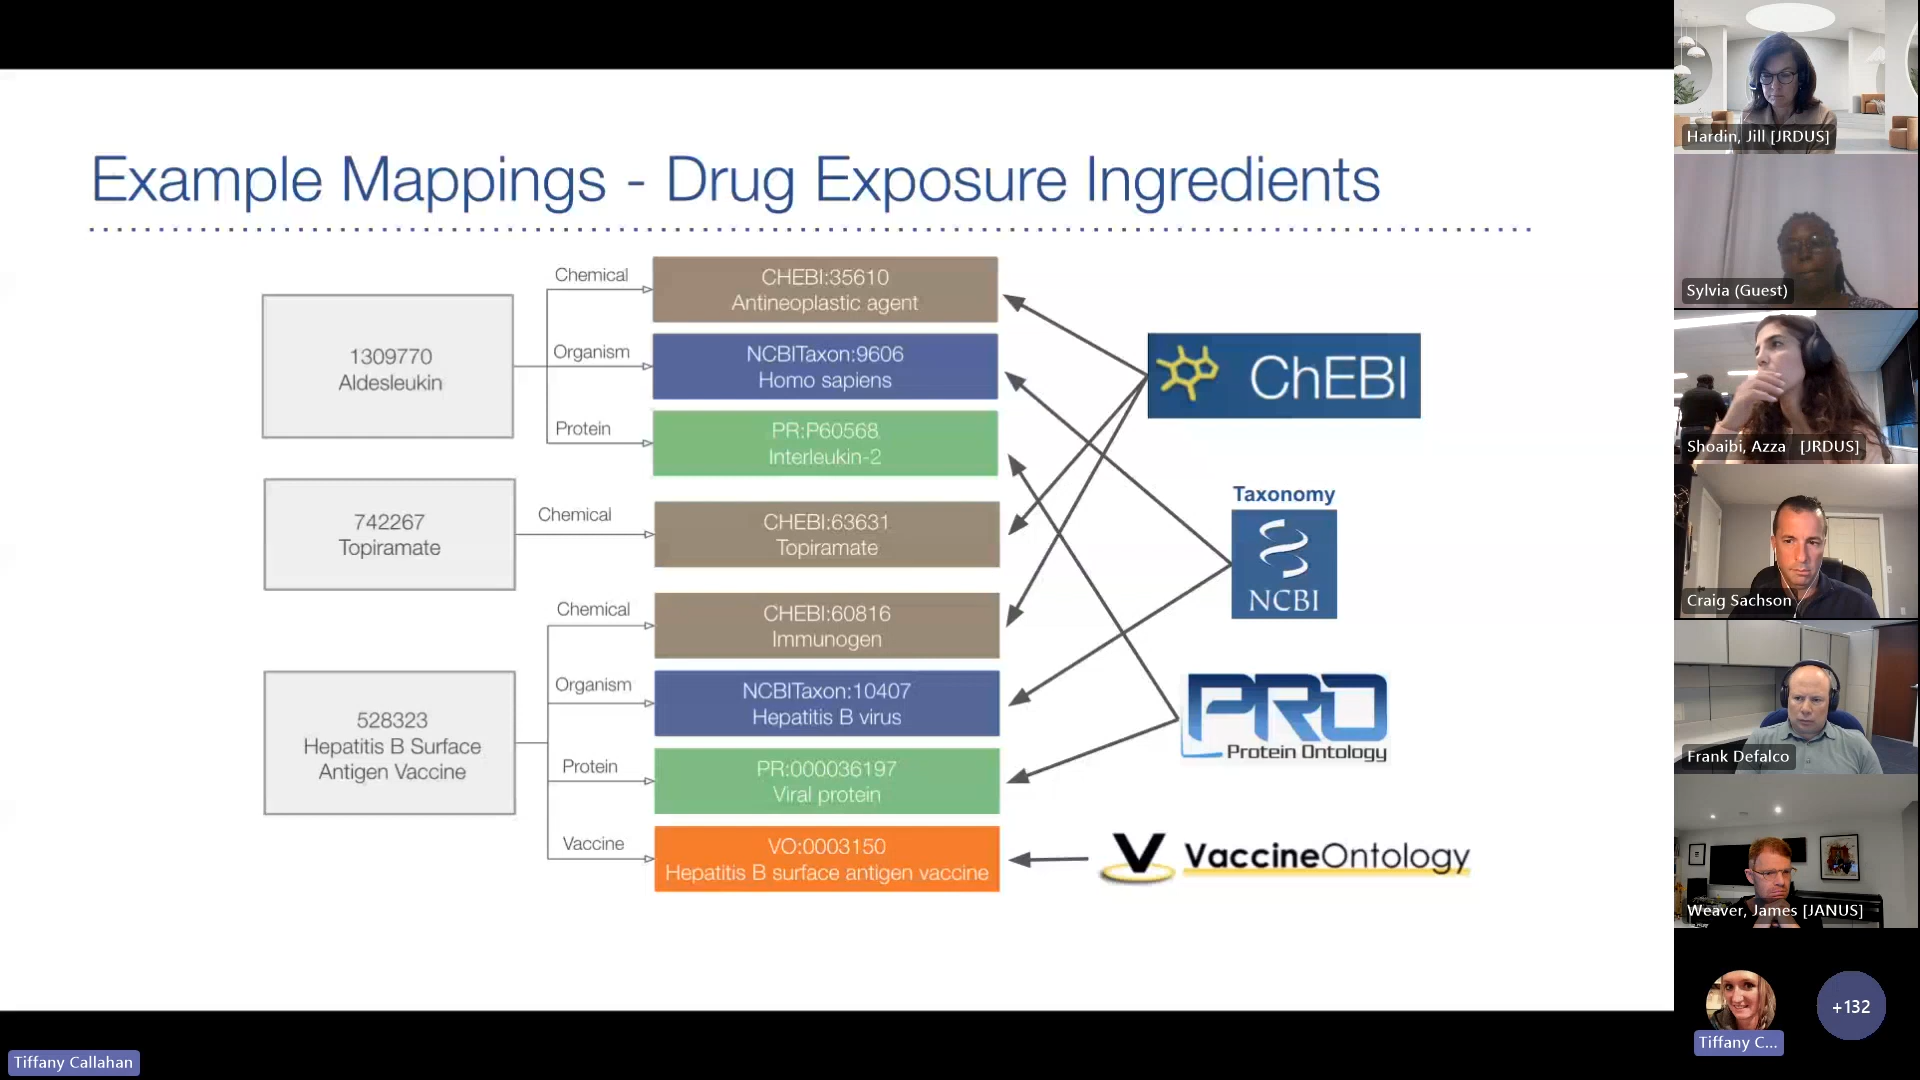 Example Mappings - Drug Exposure Ingredients
1309770
Aldesleukin
Chemical
CHEBI:35610
Antineoplastic agent
Organism
NCBITaxon:9606
Homo sapiens
Protein
PR:P60568
Interleukin-2
742267
Topiramate
Chemical
CHEBI:63631
Topiramate
528323
Hepatitis B Surface
Antigen Vaccine
Chemical
CHEBI:60816
Immunogen
Organism
NCBITaxon:10407
Hepatitis B virus
Protein
PR:000036197
Viral protein
Vaccine
VO:0003150
Hepatitis B surface antigen vaccine
ChEBI
Taxonomy
NCBI
PRO
Protein Ontology
V VaccineOntology
Hardin, Jill [JRDUS]
Sylvia (Guest)
Shoaibi, Azza [JRDUS]
Craig Sachson
Frank Defalco
Weaver, James [JANUS]
Tiffany C...
+132
Tiffany Callahan